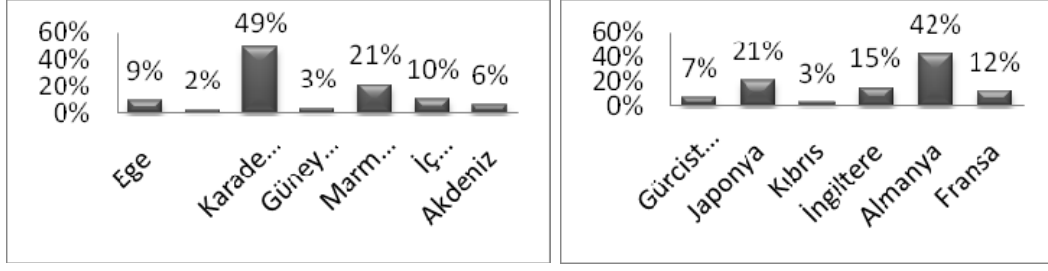 60%
40%
20%
0%
9%
2%
49%
3%
21%
10%
6%
Ege
Karade...
Güney...
Marm...
İç...
Akdeniz
60%
40%
20%
0%
7%
21%
3%
15%
42%
12%
Gürcist...
Japonya
Kıbrıs
İngiltere
Almanya
Fransa